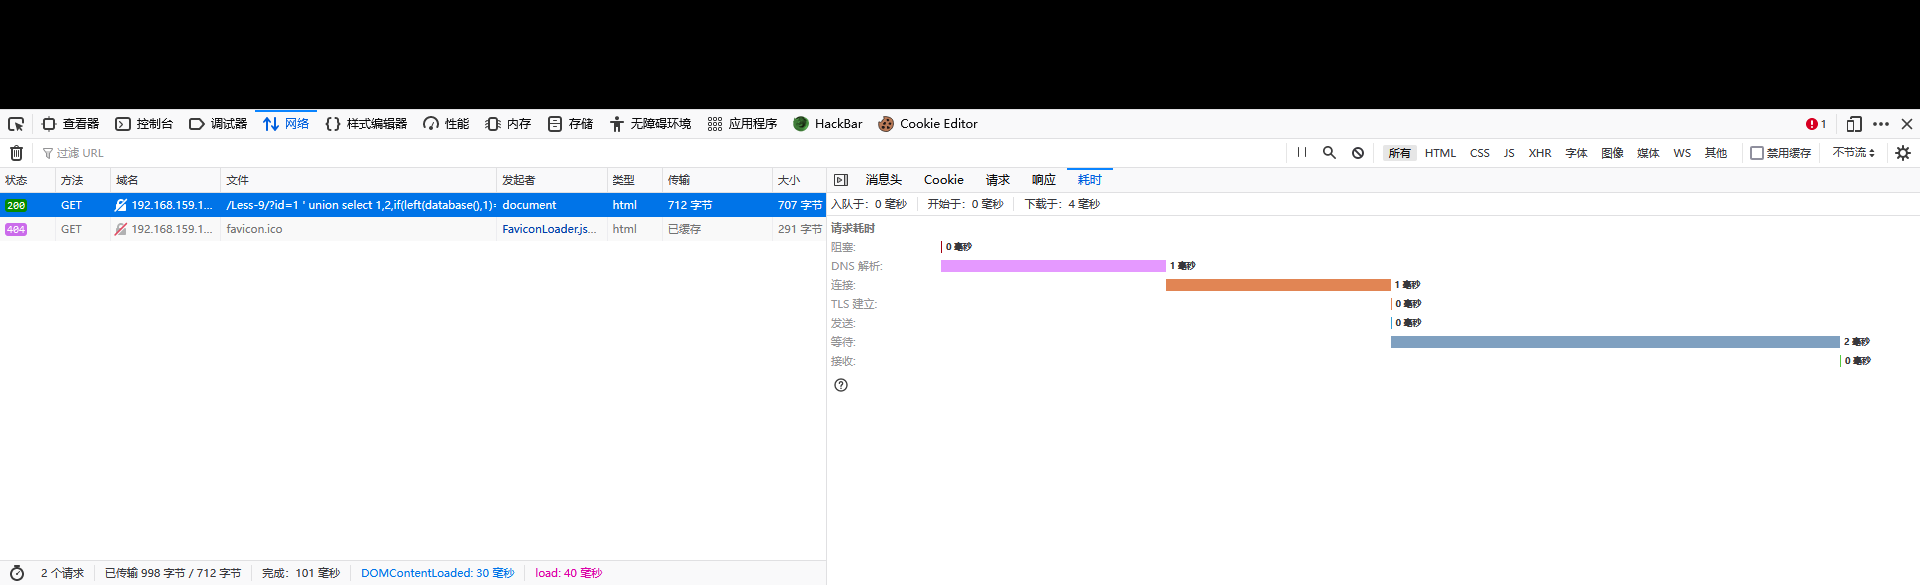 查看器 控制台 调试器 网络 样式编辑器 性能 内存 存储 无障碍环境 应用程序 HackBar Cookie Editor 1
过滤 URL 所有 HTML CSS JS XHR 字体 图像 媒体 WS 其他 禁用缓存 不节流
状态 方法 域名 文件 发起者 类型 传输 大小 消息头 Cookie 请求 响应 耗时
200 GET 192.168.159.1... /Less-9/?id=1 ' union select 1,2,if(left(database(),1)= document html 712 字节 707 字节
404 GET 192.168.159.1... favicon.ico FaviconLoader.js... html 已缓存 291 字节
入队于：0 毫秒 开始于：0 毫秒 下载于：4 毫秒
请求耗时
阻塞: 0 毫秒
DNS 解析: 1 毫秒
连接: 1 毫秒
TLS 建立: 0 毫秒
发送: 0 毫秒
等待: 2 毫秒
接收: 0 毫秒
2 个请求 已传输 998 字节 / 712 字节 完成：101 毫秒 DOMContentLoaded: 30 毫秒 load: 40 毫秒